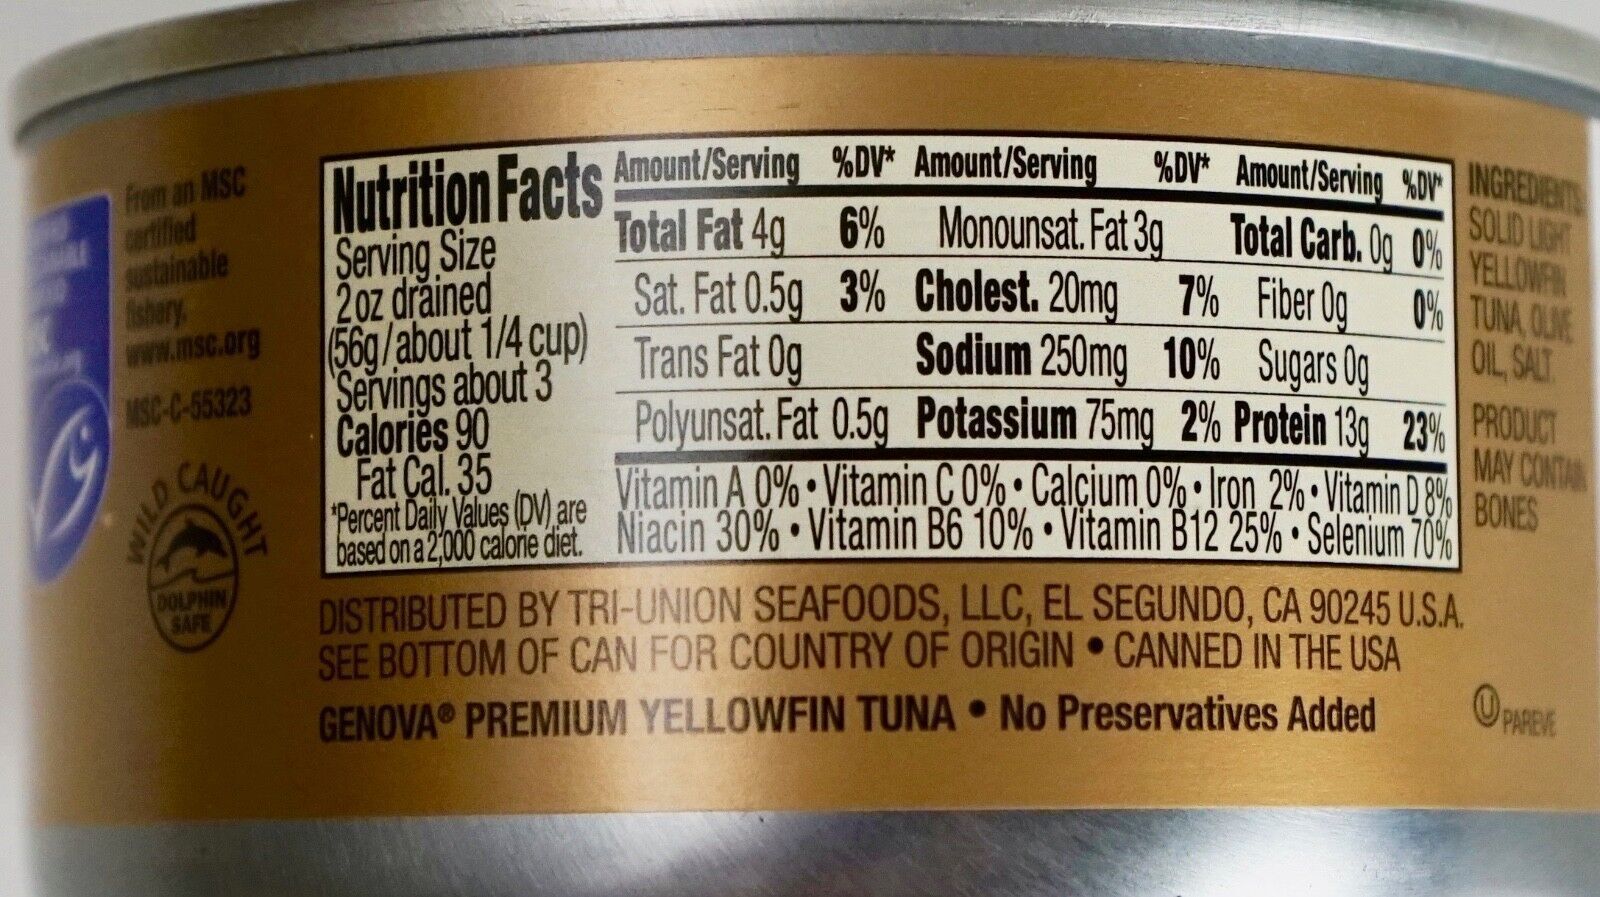 From an MSC
certified
sustainable
fishery.
www.msc.org
MSC-C-55323
WILD CAUGHT
DOLPHIN
SAFE
Nutrition Facts
Serving Size
2 oz drained
(56g/about 1/4 cup)
Servings about 3
Calories 90
Fat Cal. 35
*Percent Daily Values (DV) are
based on a 2,000 calorie diet.
Amount/Serving %DV* Amount/Serving %DV* Amount/Serving %DV*
Total Fat 4g 6% Monounsat. Fat 3g Total Carb. 0g 0%
Sat. Fat 0.5g 3% Cholest. 20mg 7% Fiber 0g 0%
Trans Fat 0g Sodium 250mg 10% Sugars 0g
Polyunsat. Fat 0.5g Potassium 75mg 2% Protein 13g 23%
Vitamin A 0% • Vitamin C 0% • Calcium 0% • Iron 2% • Vitamin D 8%
Niacin 30% • Vitamin B6 10% • Vitamin B12 25% • Selenium 70%
DISTRIBUTED BY TRI-UNION SEAFOODS, LLC, EL SEGUNDO, CA 90245 U.S.A.
SEE BOTTOM OF CAN FOR COUNTRY OF ORIGIN • CANNED IN THE USA
GENOVA® PREMIUM YELLOWFIN TUNA • No Preservatives Added
INGREDIENTS:
SOLID LIGHT
YELLOWFIN
TUNA, OLIVE
OIL, SALT.
PRODUCT
MAY CONTAIN
BONES
U PAREVE